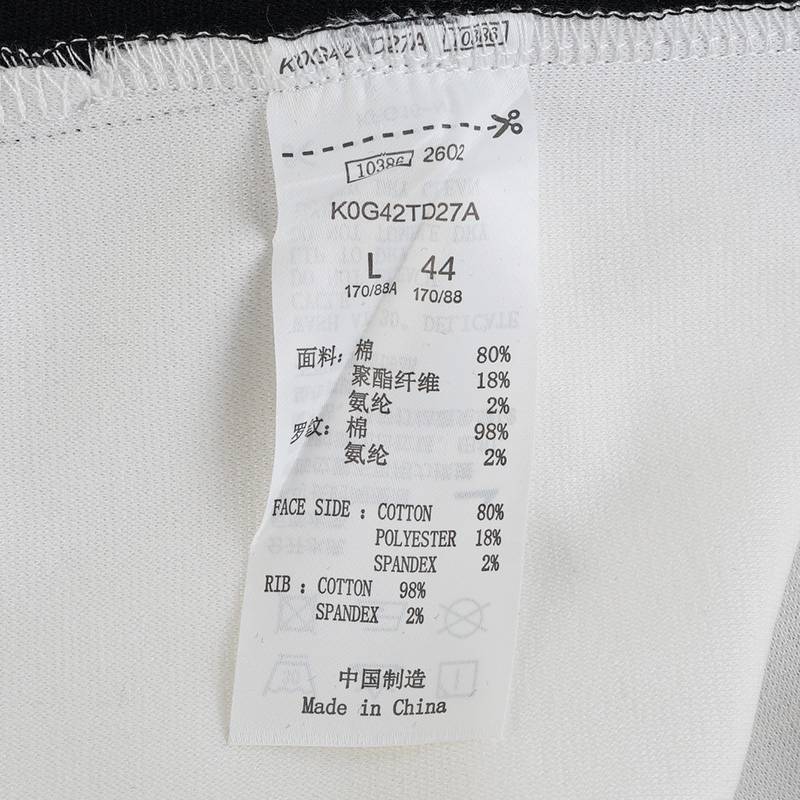 K0G42TD27A 10386
10386 2602
K0G42TD27A
L 44
170/88A 170/88
面料: 棉 80%
聚酯纤维 18%
氨纶 2%
罗纹: 棉 98%
氨纶 2%
FACE SIDE : COTTON 80%
POLYESTER 18%
SPANDEX 2%
RIB : COTTON 98%
SPANDEX 2%
中国制造
Made in China